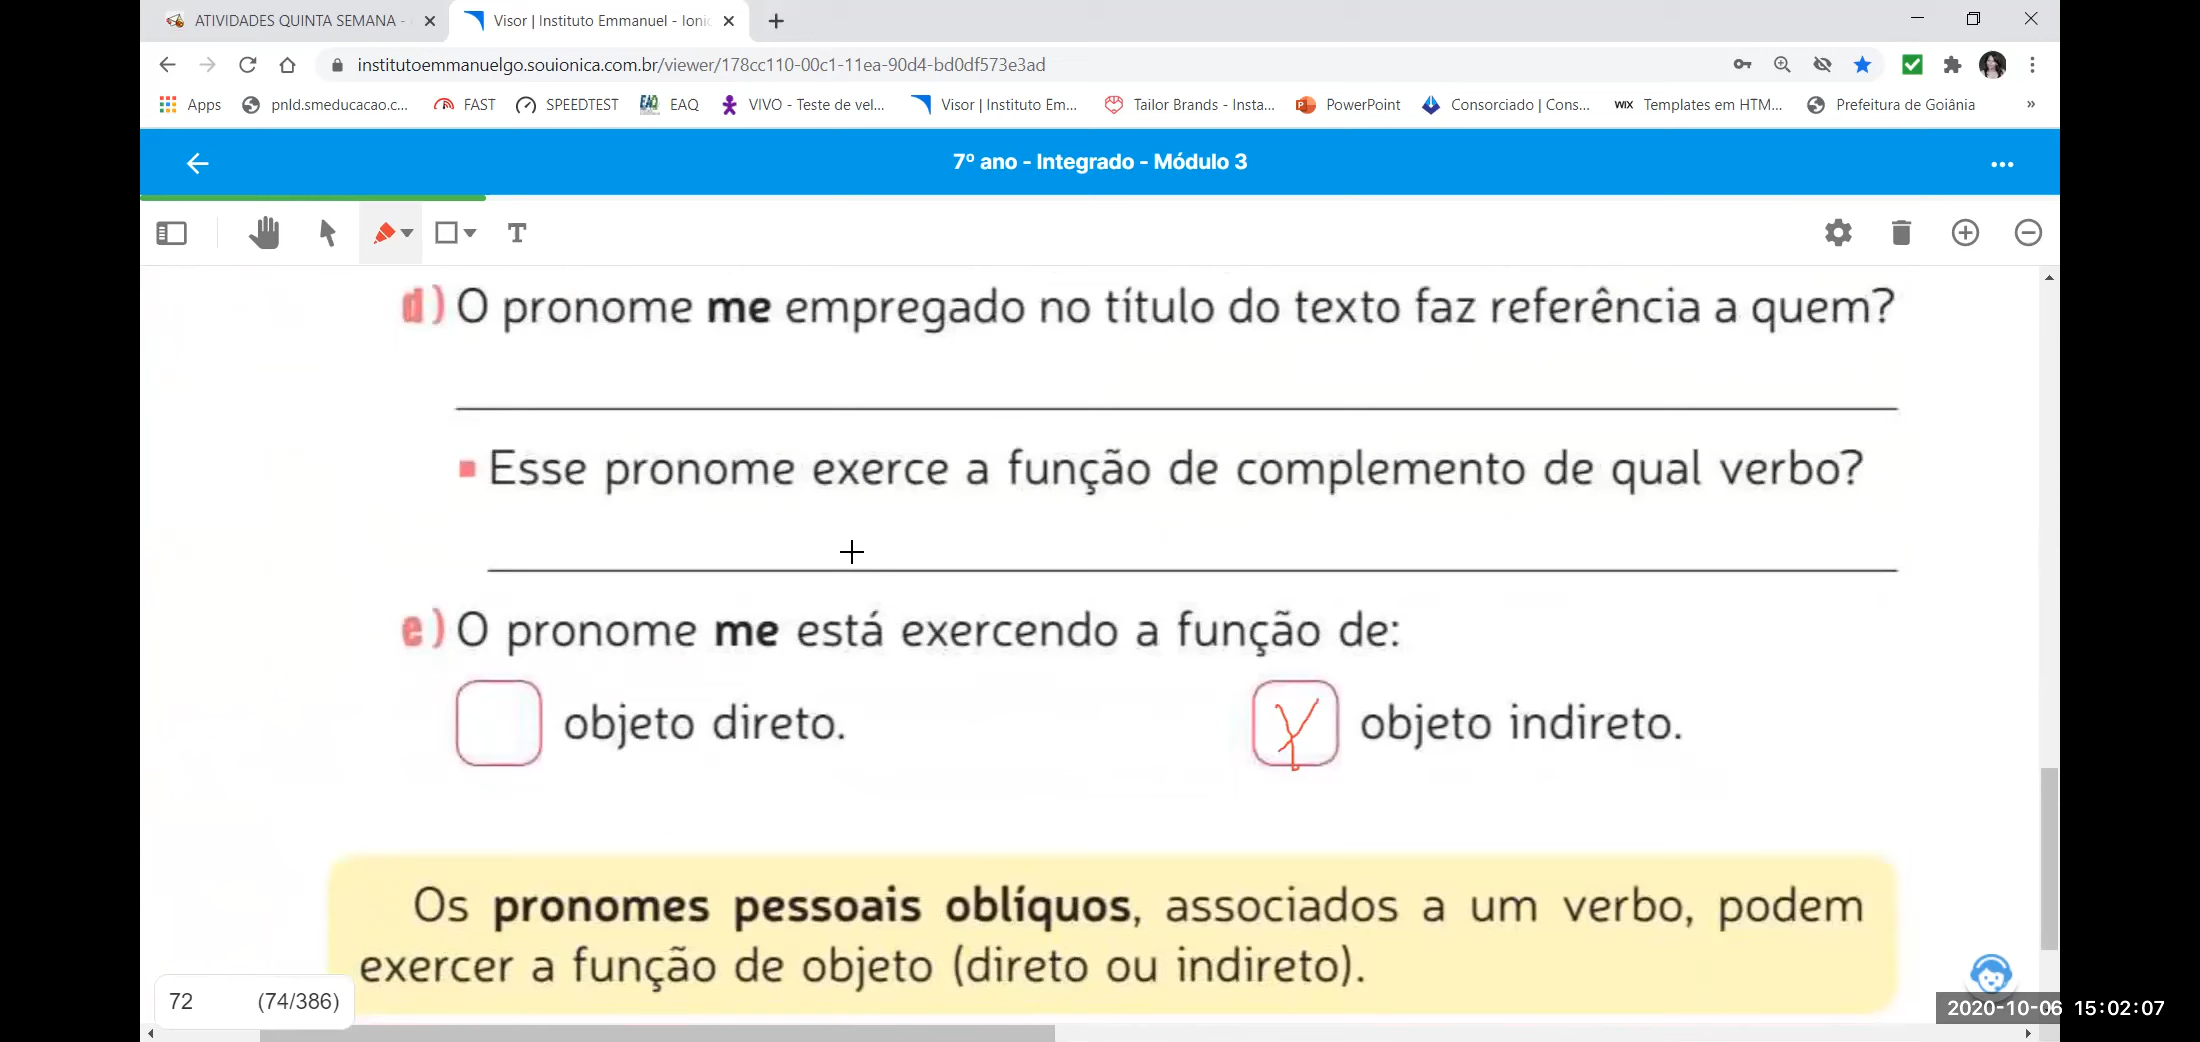 ATIVIDADES QUINTA SEMANA -
Visor | Instituto Emmanuel - Ionic
institutoemmanuelgo.souionica.com.br/viewer/178cc110-00c1-11ea-90d4-bd0df573e3ad
Apps pnld.smeducacao.c... FAST SPEEDTEST EAQ VIVO - Teste de vel... Visor | Instituto Em... Tailor Brands - Insta... PowerPoint Consorciado | Cons... WIX Templates em HTM... Prefeitura de Goiânia »
7º ano - Integrado - Módulo 3
T
d) O pronome me empregado no título do texto faz referência a quem?
Esse pronome exerce a função de complemento de qual verbo?
e) O pronome me está exercendo a função de:
objeto direto.
X objeto indireto.
Os pronomes pessoais oblíquos, associados a um verbo, podem
exercer a função de objeto (direto ou indireto).
72 (74/386)
2020-10-06 15:02:07